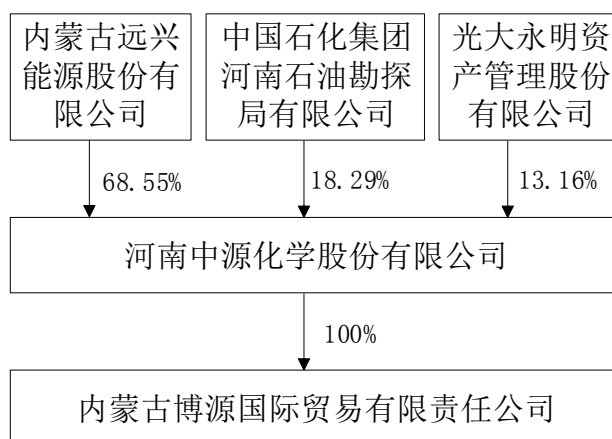 内蒙古远兴
能源股份有
限公司
中国石化集团
河南石油勘探
局有限公司
光大永明资
产管理股份
有限公司
68.55%
18.29%
13.16%
河南中源化学股份有限公司
100%
内蒙古博源国际贸易有限责任公司